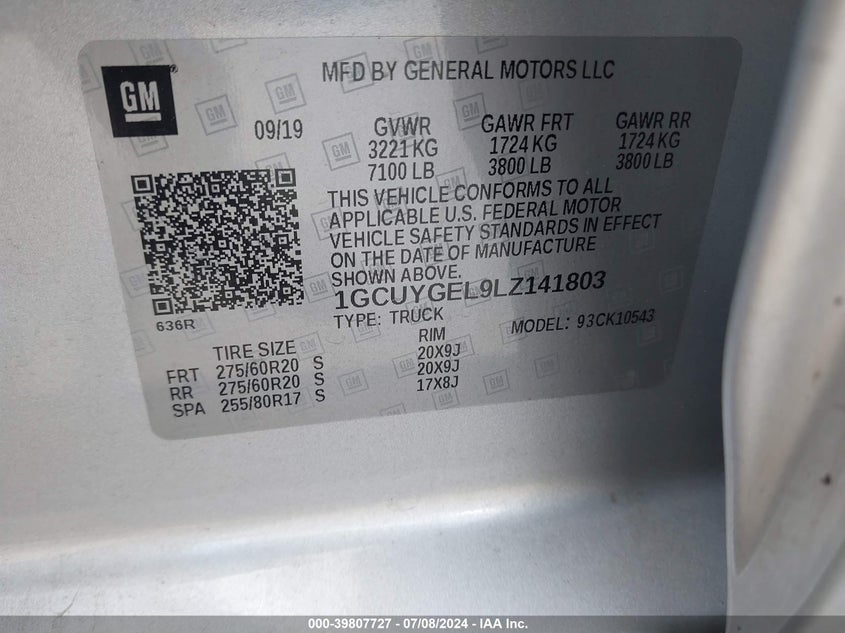 GM
MFD BY GENERAL MOTORS LLC
09/19 GVWR GAWR FRT GAWR RR
3221 KG 1724 KG 1724 KG
7100 LB 3800 LB 3800 LB
THIS VEHICLE CONFORMS TO ALL
APPLICABLE U.S. FEDERAL MOTOR
VEHICLE SAFETY STANDARDS IN EFFECT
ON THE DATE OF MANUFACTURE
SHOWN ABOVE.
1GCUYGEL9LZ141803
TYPE: TRUCK MODEL: 93CK10543
636R
TIRE SIZE RIM
FRT 275/60R20 S 20X9J
RR 275/60R20 S 20X9J
SPA 255/80R17 S 17X8J
000-39807727 - 07/08/2024 - IAA Inc.